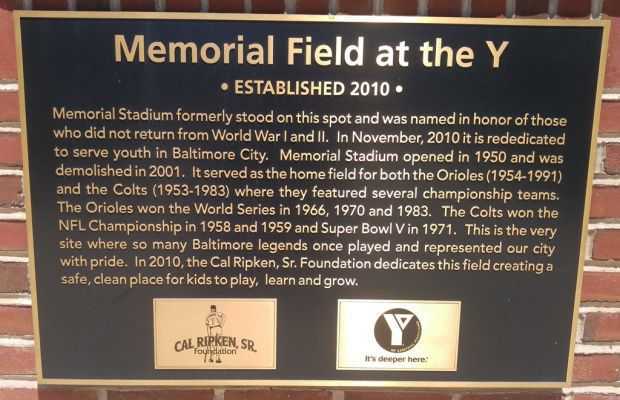 Memorial Field at the Y
• ESTABLISHED 2010 •
Memorial Stadium formerly stood on this spot and was named in honor of those
who did not return from World War I and II. In November, 2010 it is rededicated
to serve youth in Baltimore City. Memorial Stadium opened in 1950 and was
demolished in 2001. It served as the home field for both the Orioles (1954-1991)
and the Colts (1953-1983) where they featured several championship teams.
The Orioles won the World Series in 1966, 1970 and 1983. The Colts won the
NFL Championship in 1958 and 1959 and Super Bowl V in 1971. This is the very
site where so many Baltimore legends once played and represented our city
with pride. In 2010, the Cal Ripken, Sr. Foundation dedicates this field creating a
safe, clean place for kids to play, learn and grow.
CAL RIPKEN, SR.
Foundation
Y
It's deeper here.